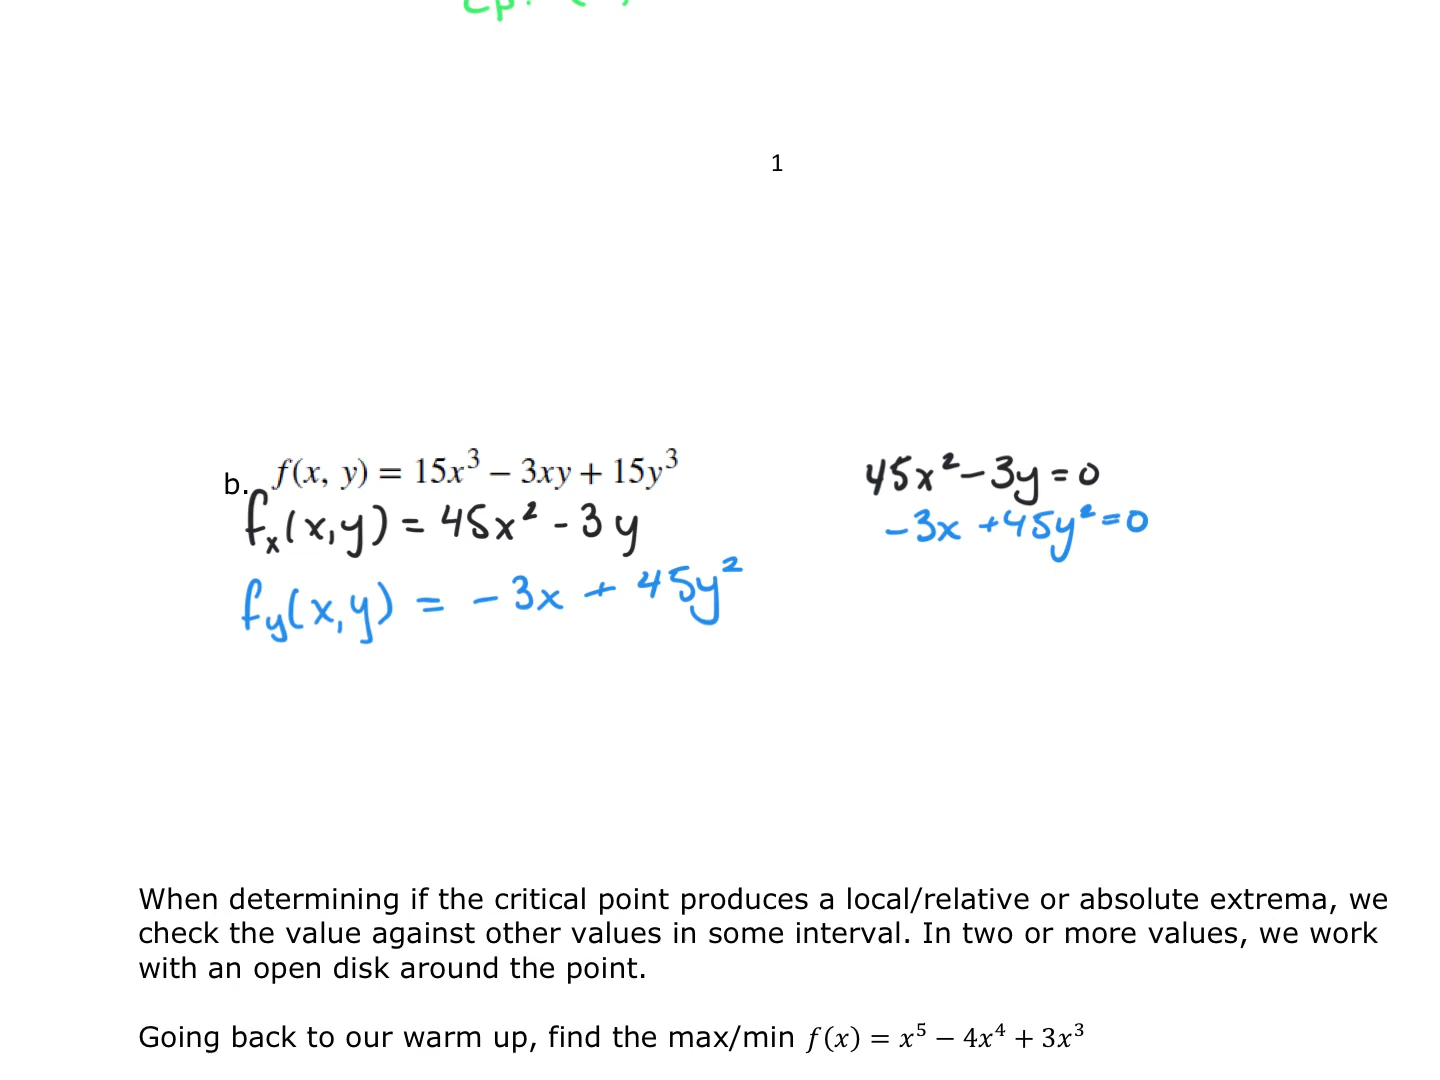 Cp: (
1
b. f(x, y) = 15x³ − 3xy + 15y³
45x² − 3y = 0
fₓ(x,y) = 45x² - 3y
-3x + 45y² = 0
f_y(x,y) = -3x + 45y²
When determining if the critical point produces a local/relative or absolute extrema, we
check the value against other values in some interval. In two or more values, we work
with an open disk around the point.
Going back to our warm up, find the max/min f(x) = x⁵ − 4x⁴ + 3x³